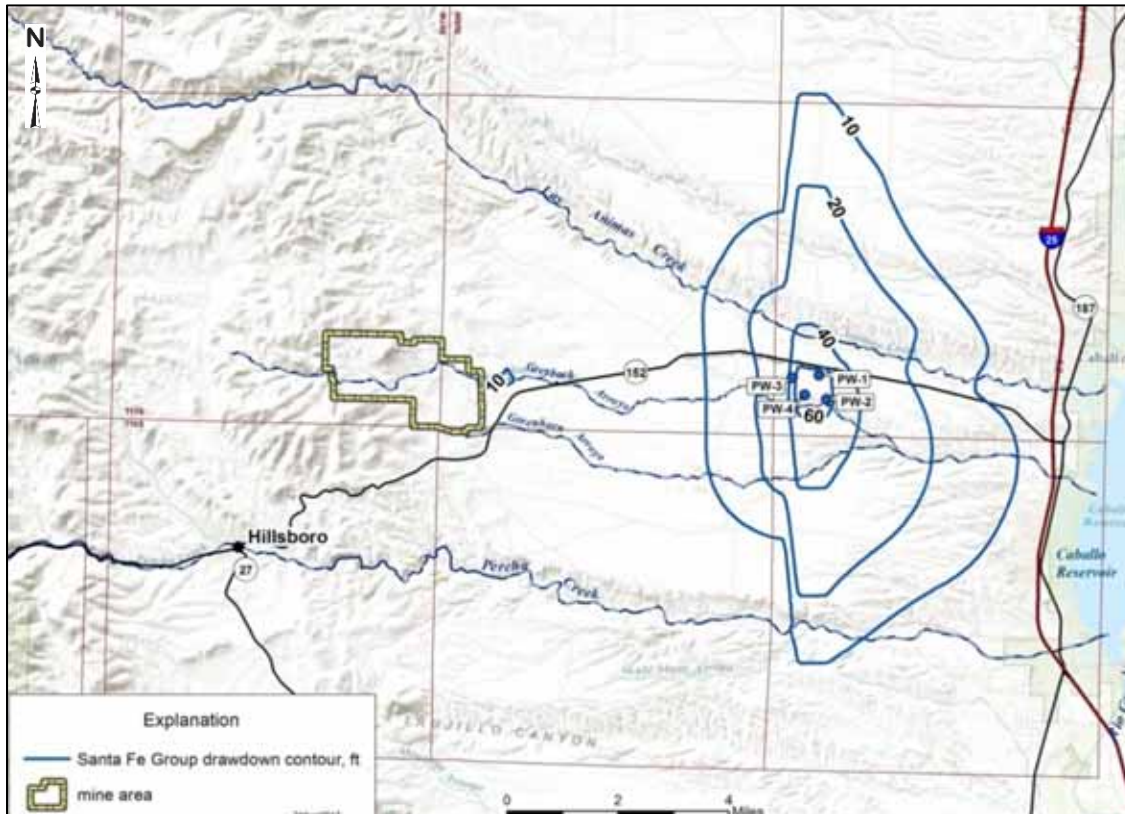 N
10
20
Las Animas Creek
25
187
40
152
10
Greyback Arroyo
PW-1
PW-3
PW-2
PW-4
60
Greenhorn Arroyo
Hillsboro
27
Percha Creek
Caballo
Reservoir
TRUJILLO CANYON
Explanation
Santa Fe Group drawdown contour, ft
mine area
0 2 4
Miles